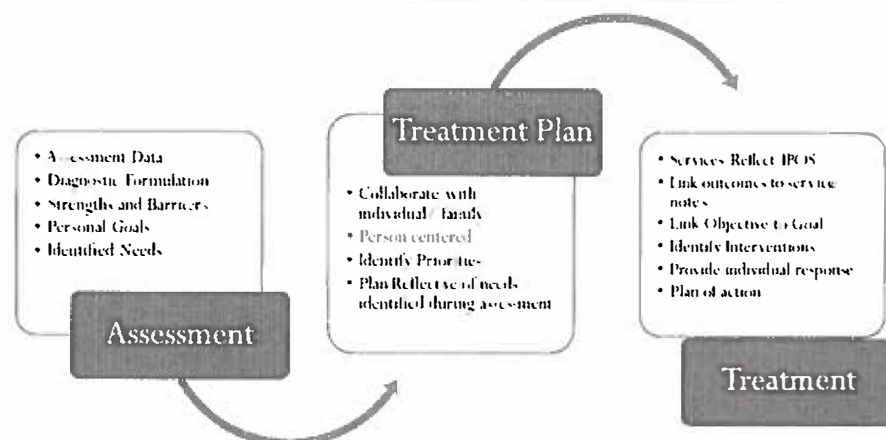 • Assessment Data
• Diagnostic Formulation
• Strengths and Barriers
• Personal Goals
• Identified Needs
Assessment
Treatment Plan
• Collaborate with
individual / family
• Person centered
• Identify Priorities
• Plan Reflective of needs
identified during assessment
• Services Reflect IPOS
• Link outcomes to service
notes
• Link Objective to Goal
• Identify Interventions
• Provide individual response
• Plan of action
Treatment